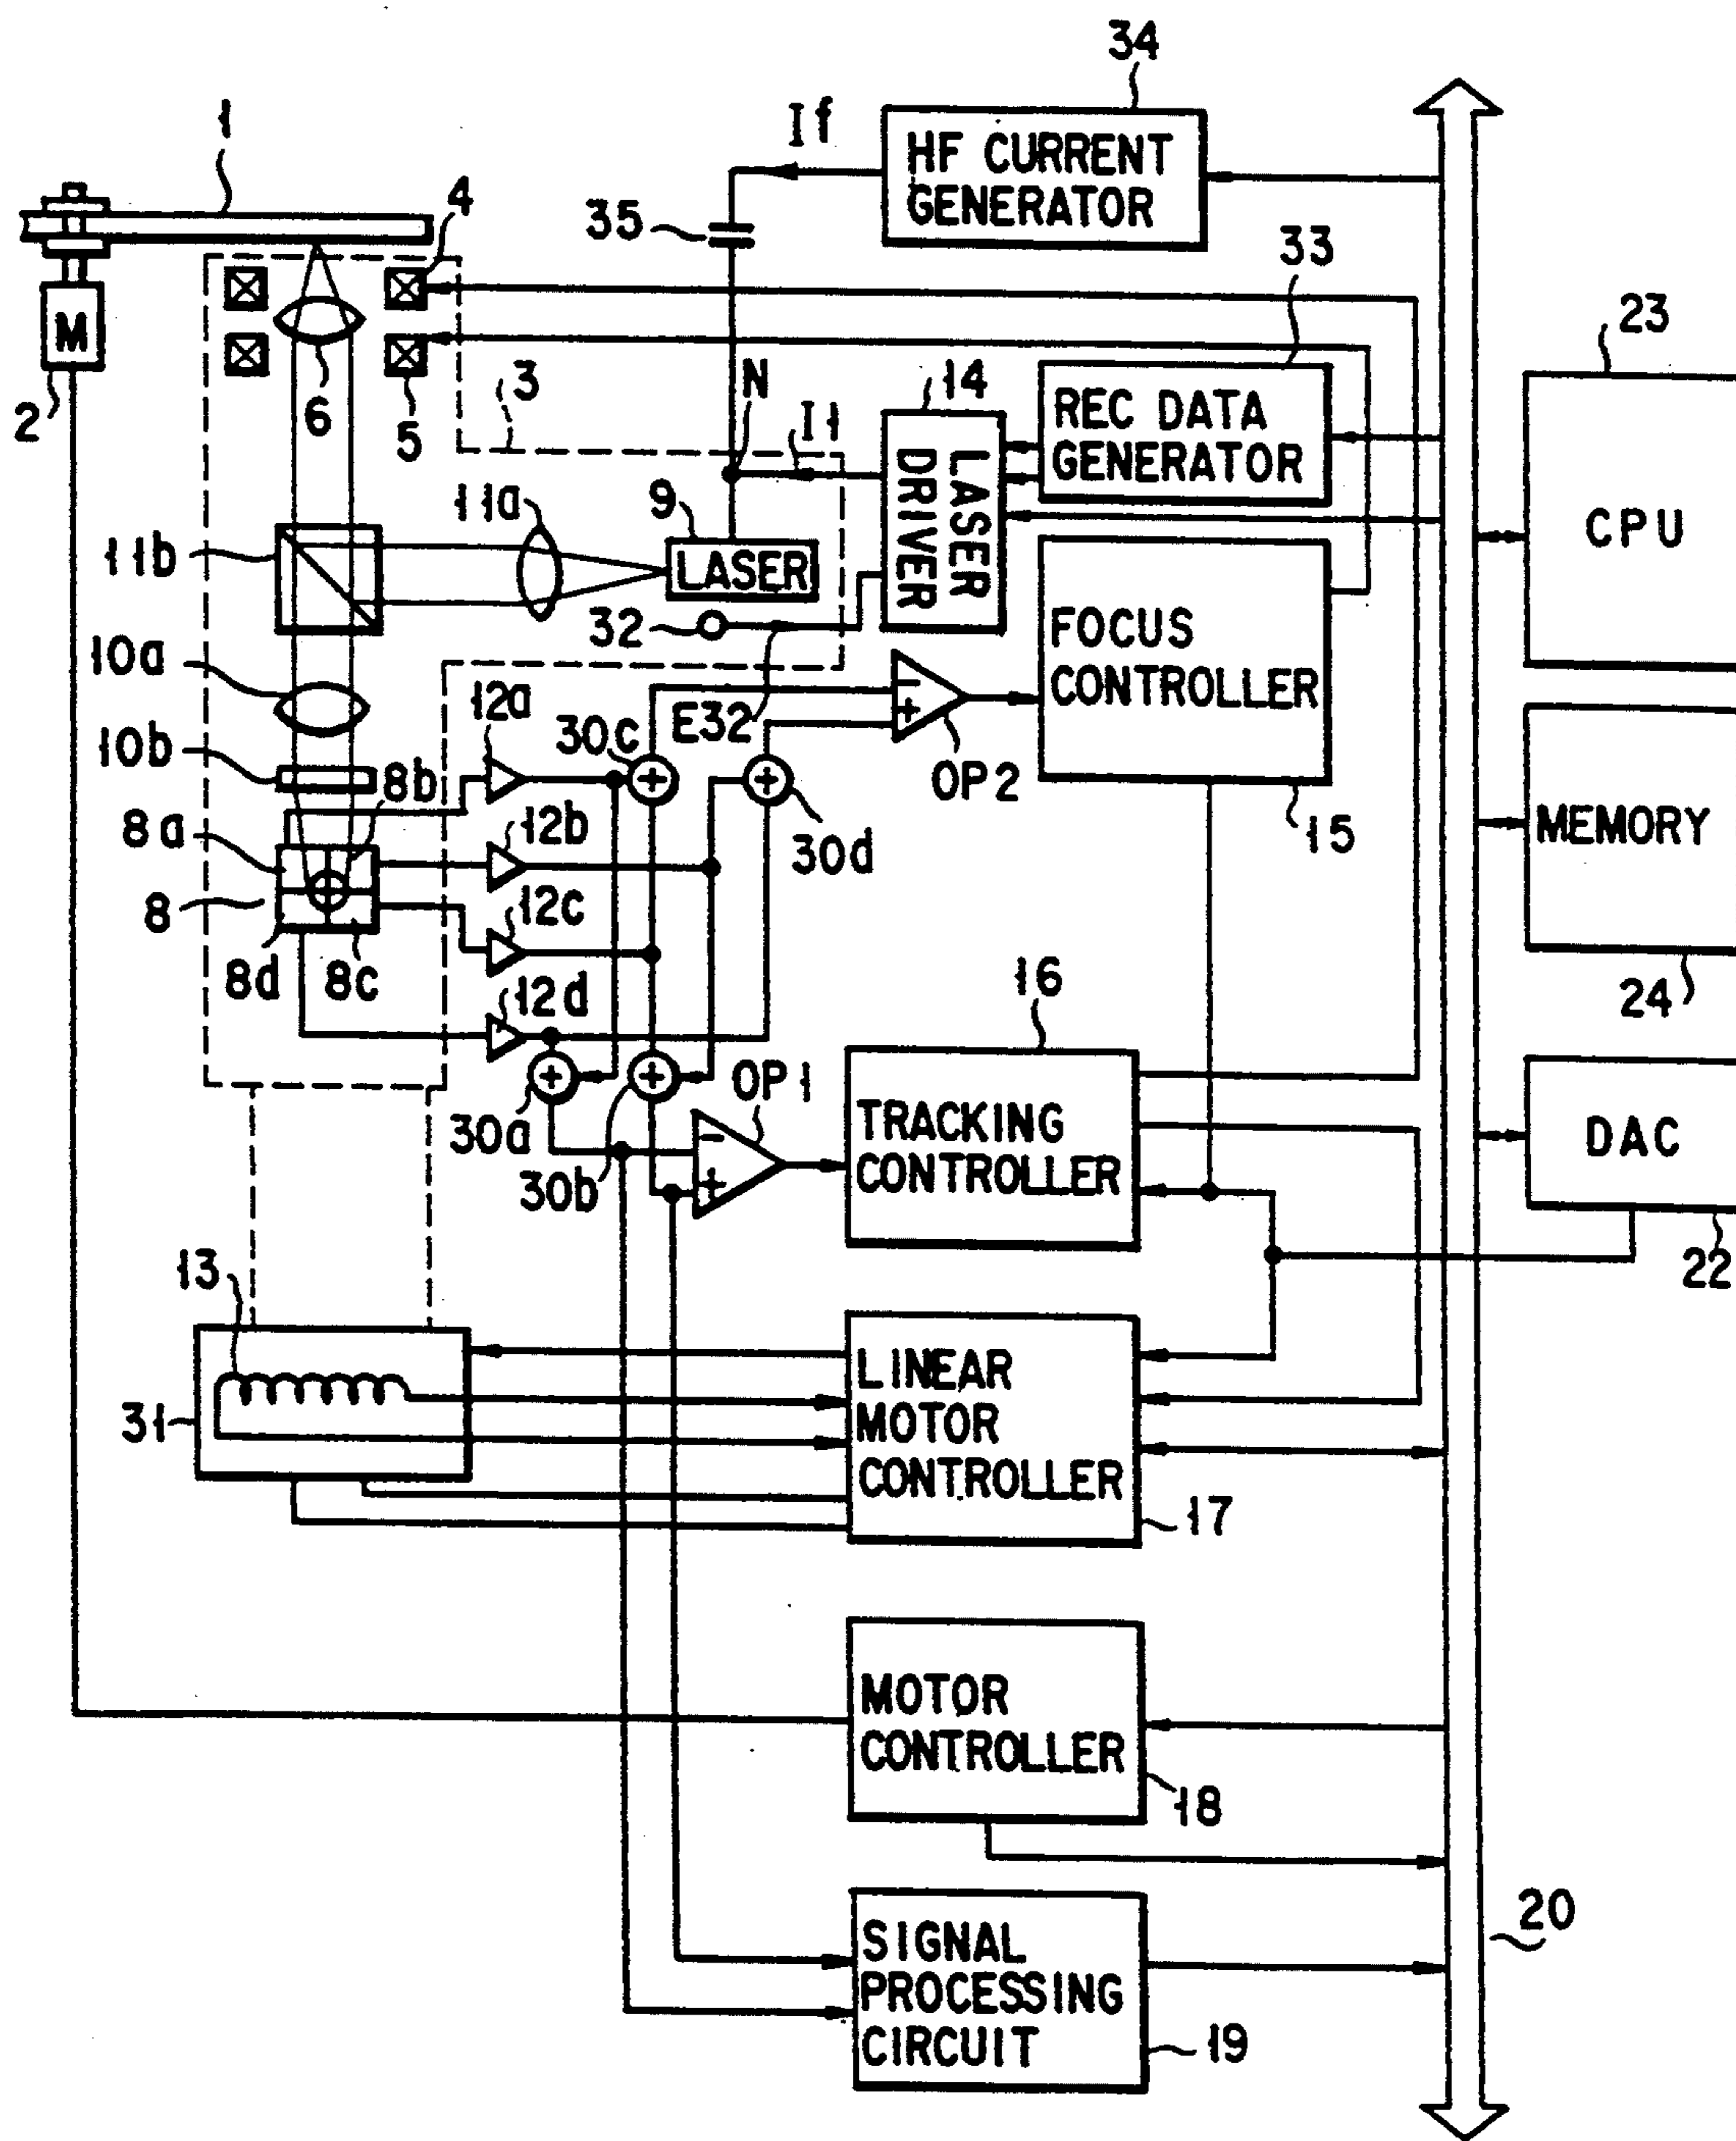 34
If
HF CURRENT
GENERATOR
1
4
35
33
M
2
6
5
3
N
I1
14
REC DATA
GENERATOR
LASER
DRIVER
23
CPU
11a
9
LASER
11b
32
FOCUS
CONTROLLER
10a
12a
30c
E32
OP2
15
MEMORY
24
10b
8b
8a
12b
30d
8
12c
8d
8c
12d
16
OP1
30a
30b
TRACKING
CONTROLLER
DAC
22
13
31
LINEAR
MOTOR
CONTROLLER
17
MOTOR
CONTROLLER
18
20
SIGNAL
PROCESSING
CIRCUIT
19